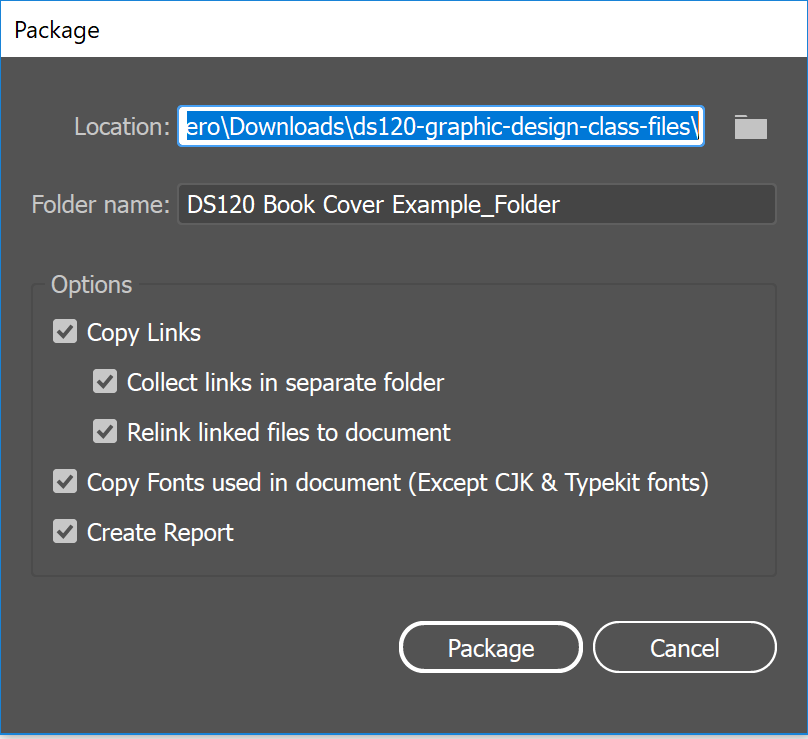 Package
Location: ero\Downloads\ds120-graphic-design-class-files\
Folder name: DS120 Book Cover Example_Folder
Options
Copy Links
Collect links in separate folder
Relink linked files to document
Copy Fonts used in document (Except CJK & Typekit fonts)
Create Report
Package Cancel